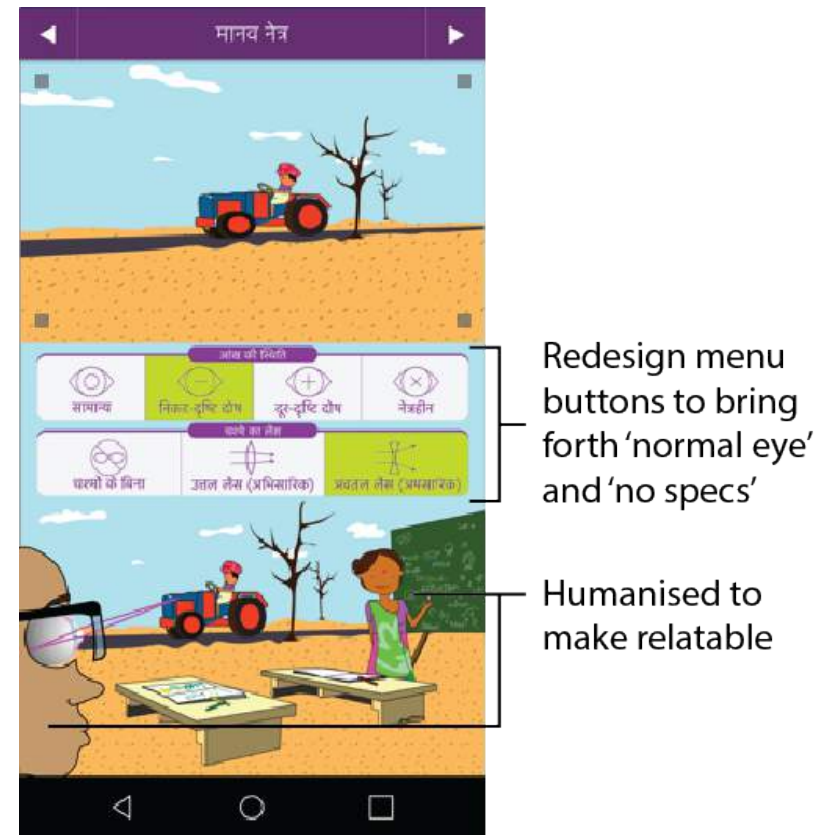 मानव नेत्र
आंख की स्थिति
सामान्य निकट-दृष्टि दोष दूर-दृष्टि दोष नेत्रहीन
चश्मे का लेंस
चश्मों के बिना उत्तल लेंस (अभिसारिक) अवतल लेंस (अपसारिक)
Redesign menu
buttons to bring
forth 'normal eye'
and 'no specs'
Humanised to
make relatable